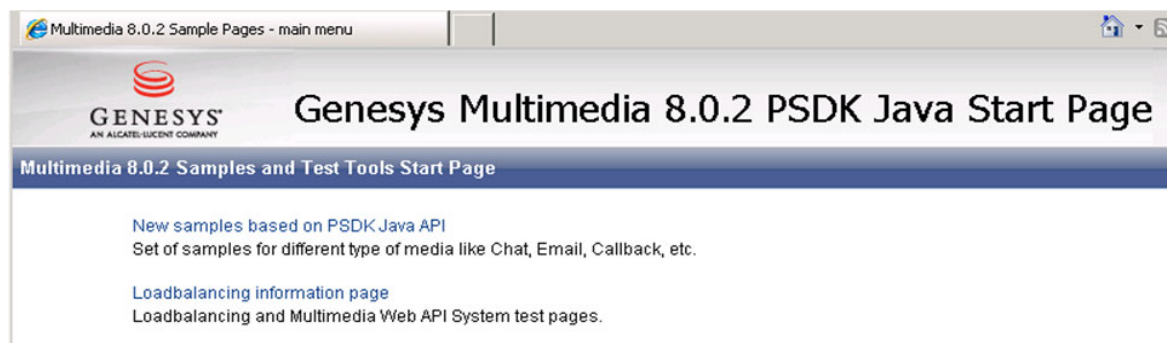 Multimedia 8.0.2 Sample Pages - main menu
GENESYS
AN ALCATEL-LUCENT COMPANY
Genesys Multimedia 8.0.2 PSDK Java Start Page
Multimedia 8.0.2 Samples and Test Tools Start Page
New samples based on PSDK Java API
Set of samples for different type of media like Chat, Email, Callback, etc.
Loadbalancing information page
Loadbalancing and Multimedia Web API System test pages.